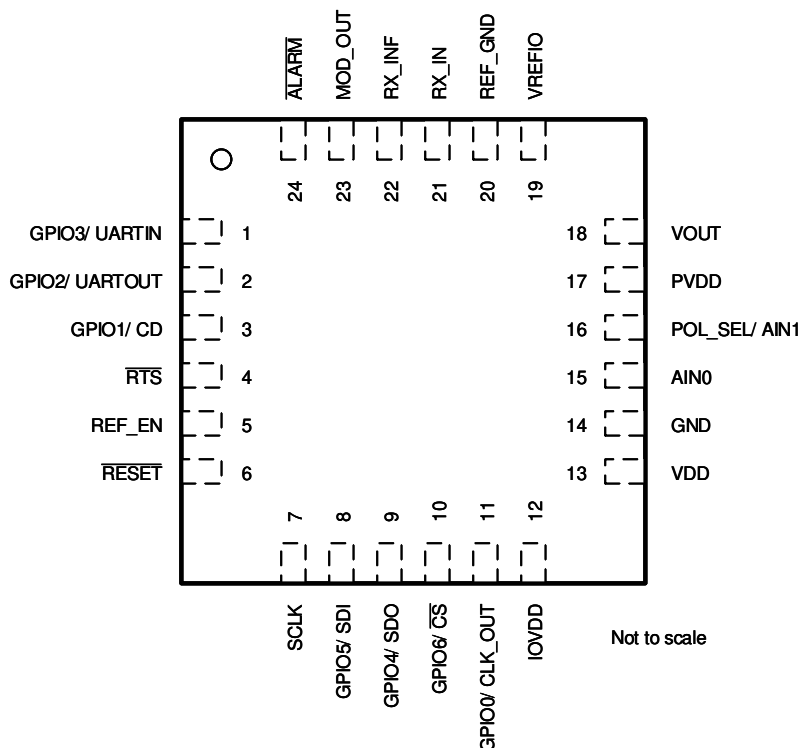 ALARM
MOD_OUT
RX_INF
RX_IN
REF_GND
VREFIO
24
23
22
21
20
19
GPIO3/ UARTIN 1
GPIO2/ UARTOUT 2
GPIO1/ CD 3
RTS 4
REF_EN 5
RESET 6
18 VOUT
17 PVDD
16 POL_SEL/ AIN1
15 AIN0
14 GND
13 VDD
7
8
9
10
11
12
SCLK
GPIO5/ SDI
GPIO4/ SDO
GPIO6/ CS
GPIO0/ CLK_OUT
IOVDD
Not to scale